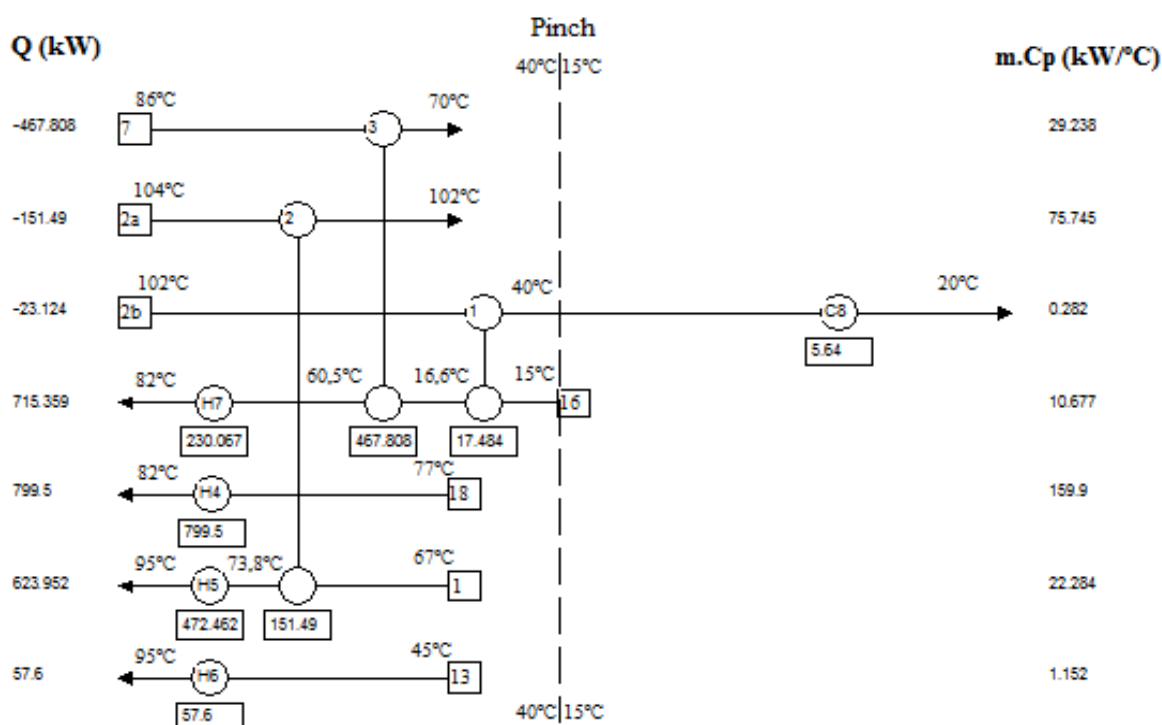 Pinch
Q (kW)
40°C 15°C
m.Cp (kW/°C)
86°C
70°C
-467.808
7
3
29.238
104°C
102°C
-151.49
2a
2
75.745
102°C
40°C
20°C
-23.124
2b
1
C8
0.282
5.64
82°C
60,5°C
16,6°C
15°C
715.359
H7
16
10.677
230.067
467.808
17.484
82°C
77°C
799.5
H4
18
159.9
799.5
95°C
73,8°C
67°C
623.952
H5
1
22.284
472.462
151.49
95°C
45°C
57.6
H6
13
1.152
57.6
40°C 15°C